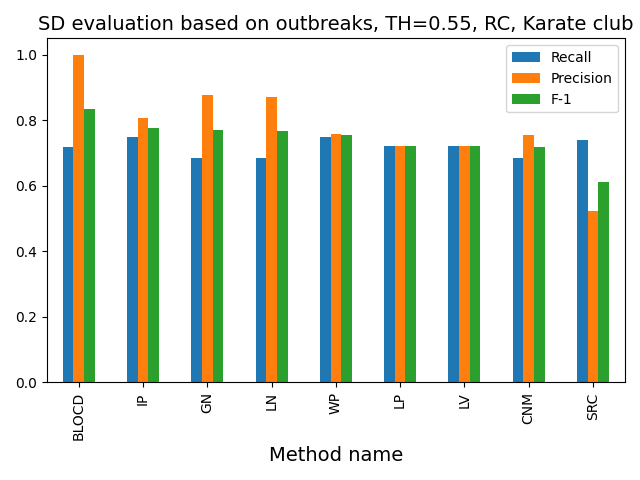 SD evaluation based on outbreaks, TH=0.55, RC, Karate club
Recall
Precision
F-1
1.0
0.8
0.6
0.4
0.2
0.0
BLOCD
IP
GN
LN
WP
LP
LV
CNM
SRC
Method name